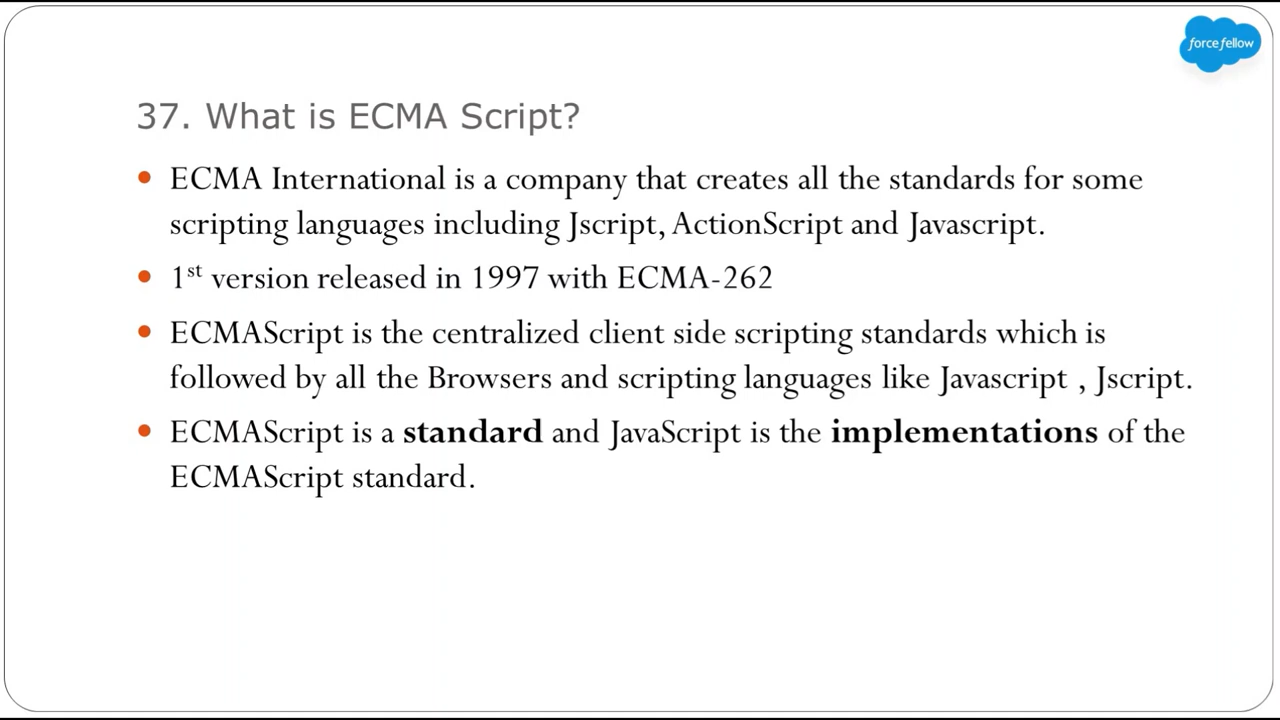 force fellow
37. What is ECMA Script?
• ECMA International is a company that creates all the standards for some
scripting languages including Jscript, ActionScript and Javascript.
• 1st version released in 1997 with ECMA-262
• ECMAScript is the centralized client side scripting standards which is
followed by all the Browsers and scripting languages like Javascript , Jscript.
• ECMAScript is a standard and JavaScript is the implementations of the
ECMAScript standard.